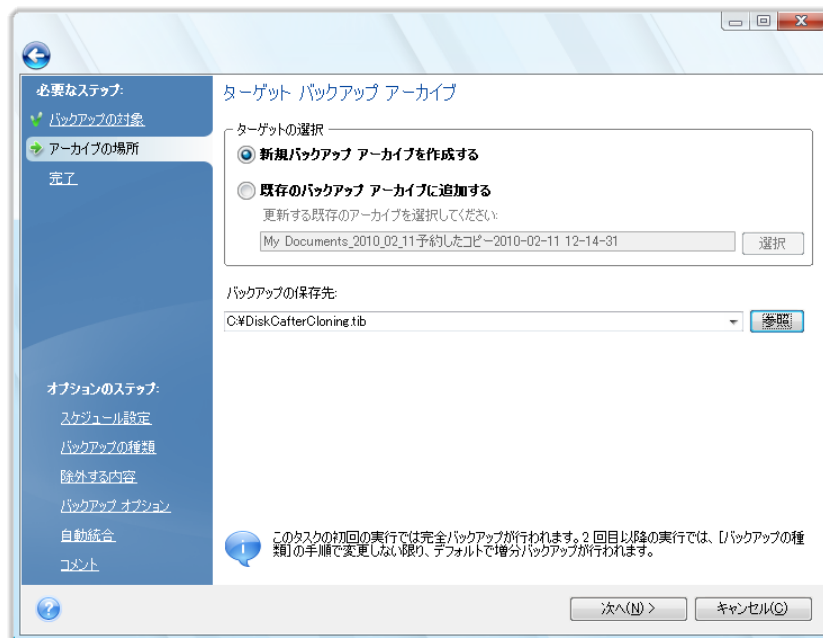 必要なステップ:
バックアップの対象
アーカイブの場所
完了
ターゲット バックアップ アーカイブ
ターゲットの選択
新規バックアップ アーカイブを作成する
既存のバックアップ アーカイブに追加する
更新する既存のアーカイブを選択してください:
My Documents_2010_02_11予約したコピー2010-02-11 12-14-31
選択
バックアップの保存先:
C:¥DiskCafterCloning.tib
参照
オプションのステップ:
スケジュール設定
バックアップの種類
除外する内容
バックアップ オプション
自動統合
コメント
このタスクの初回の実行では完全バックアップが行われます。2 回目以降の実行では、[バックアップの種
類]の手順で変更しない限り、デフォルトで増分バックアップが行われます。
次へ(N) >
キャンセル(C)